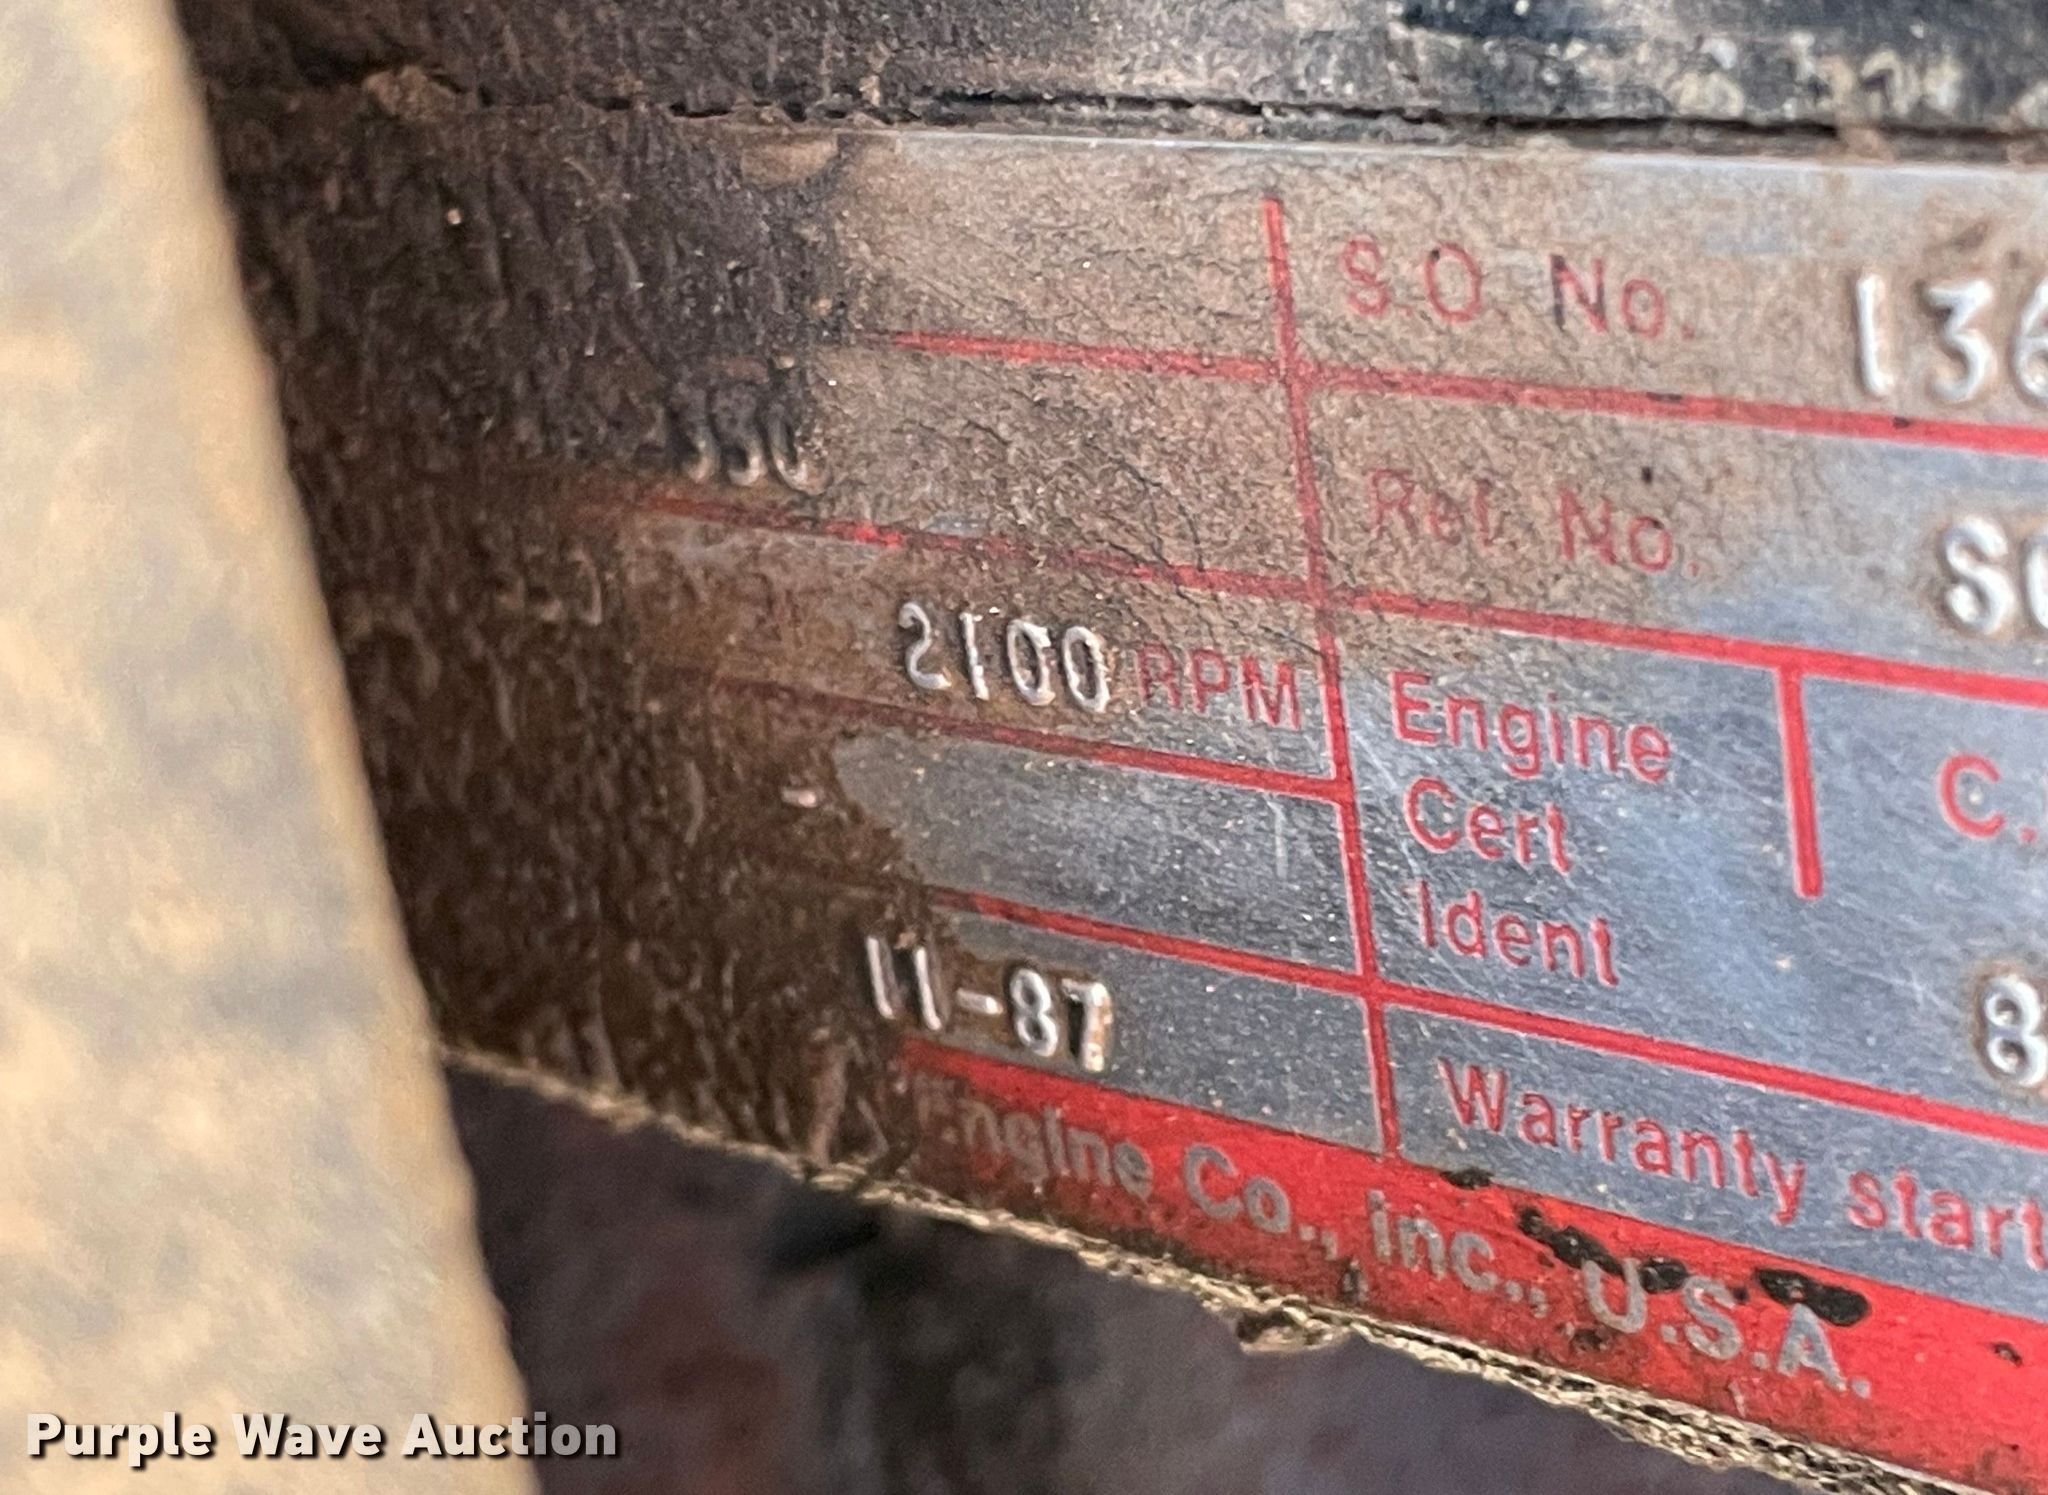 S.O. No. 136
350
Ref. No.
2100 RPM
Engine
Cert
Ident
C.
11-87
8
Warranty start
Engine Co., inc., U.S.A.
Purple Wave Auction